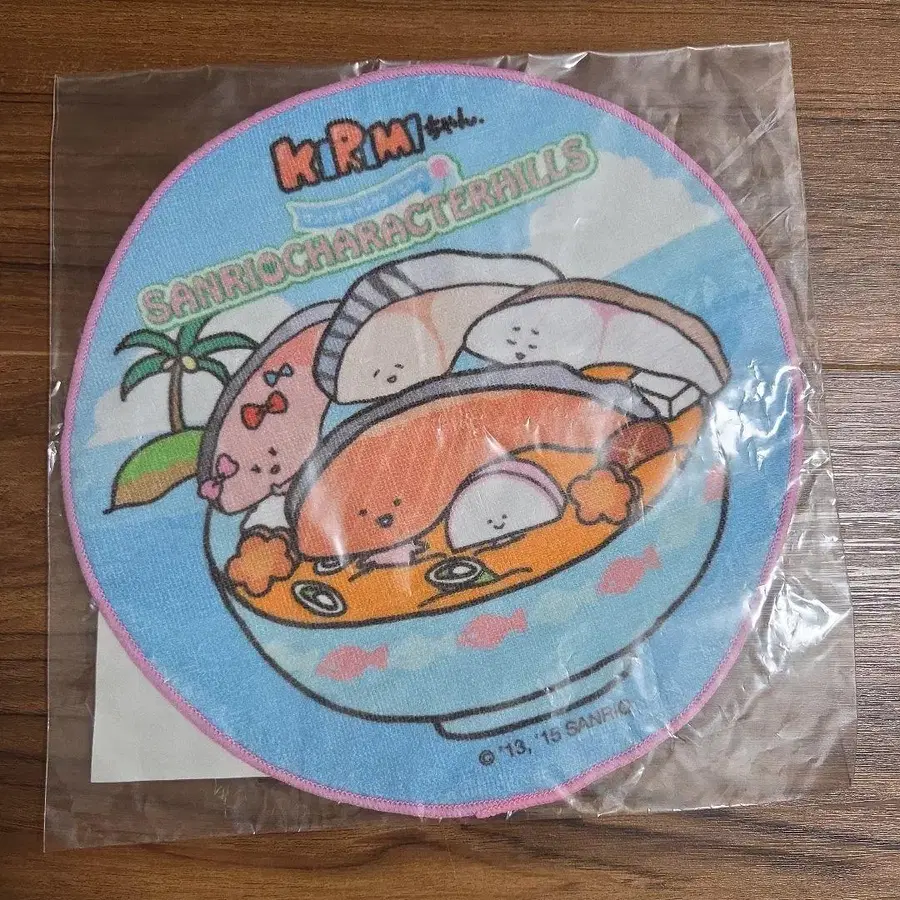 KIRIMIちゃん.
SANRIOCHARACTERHILLS
© '13, '15 SANRIO